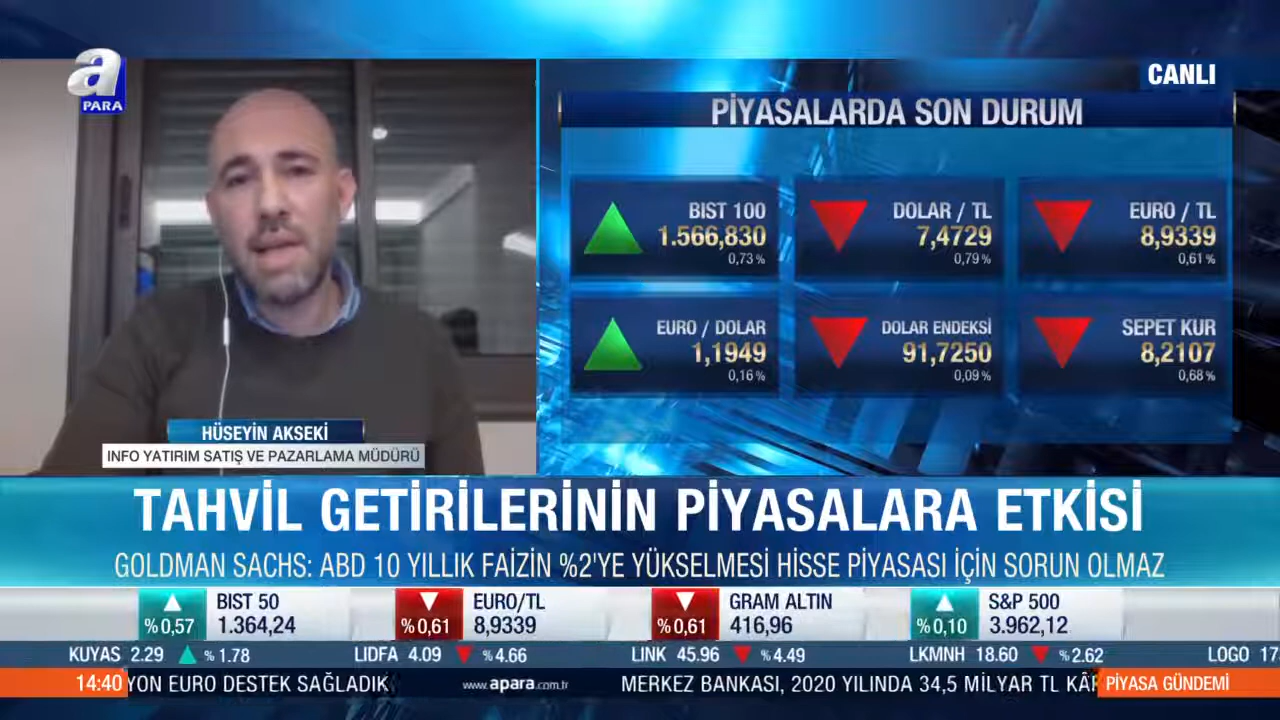 a
PARA
CANLI
PİYASALARDA SON DURUM
BIST 100
1.566,830
0,73 %
DOLAR / TL
7,4729
0,79 %
EURO / TL
8,9339
0,61 %
EURO / DOLAR
1,1949
0,16 %
DOLAR ENDEKSİ
91,7250
0,09 %
SEPET KUR
8,2107
0,68 %
HÜSEYİN AKSEKİ
INFO YATIRIM SATIŞ VE PAZARLAMA MÜDÜRÜ
TAHVİL GETİRİLERİNİN PİYASALARA ETKİSİ
GOLDMAN SACHS: ABD 10 YILLIK FAİZİN %2'YE YÜKSELMESİ HİSSE PİYASASI İÇİN SORUN OLMAZ
% 0,57 BIST 50 1.364,24
% 0,61 EURO/TL 8,9339
% 0,61 GRAM ALTIN 416,96
% 0,10 S&P 500 3.962,12
KUYAS 2.29 % 1.78 LIDFA 4.09 % 4.66 LINK 45.96 % 4.49 LKMNH 18.60 % 2.62 LOGO 17
14:40 YON EURO DESTEK SAĞLADIK www.apara.com.tr MERKEZ BANKASI, 2020 YILINDA 34,5 MİLYAR TL KÂR PİYASA GÜNDEMİ